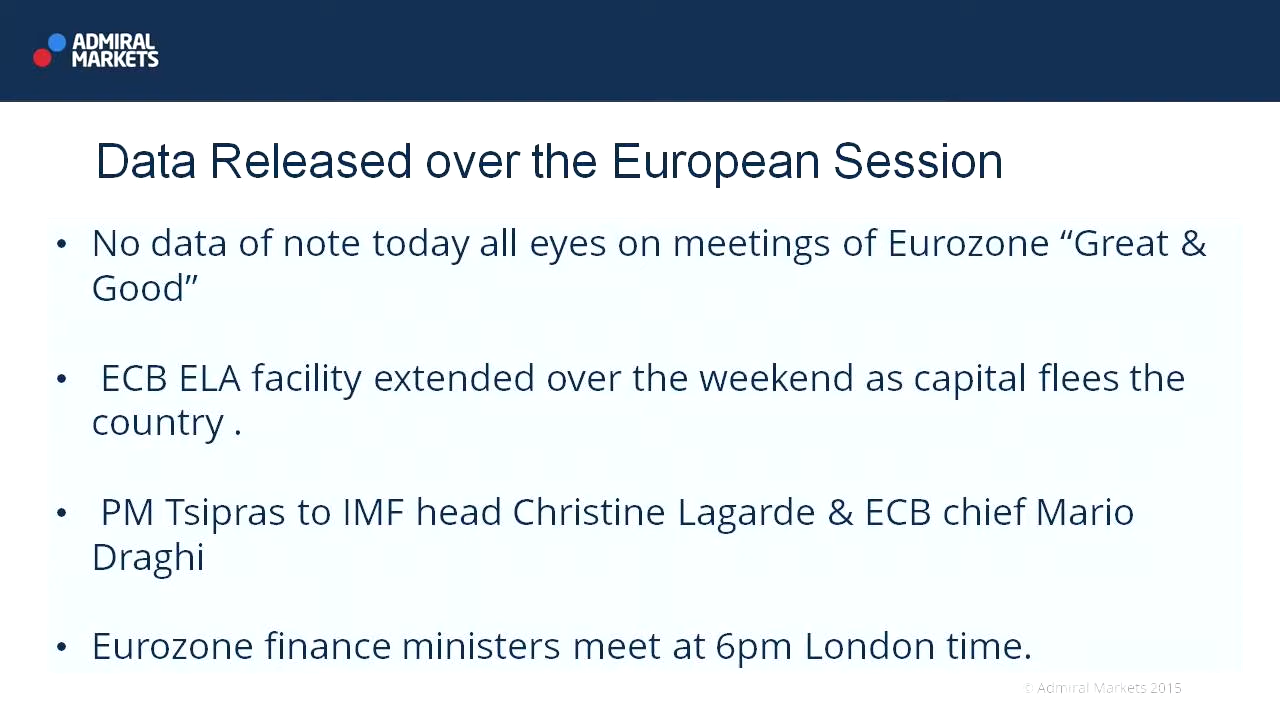 ADMIRAL
MARKETS
Data Released over the European Session
• No data of note today all eyes on meetings of Eurozone “Great &
Good”
• ECB ELA facility extended over the weekend as capital flees the
country .
• PM Tsipras to IMF head Christine Lagarde & ECB chief Mario
Draghi
• Eurozone finance ministers meet at 6pm London time.
© Admiral Markets 2015